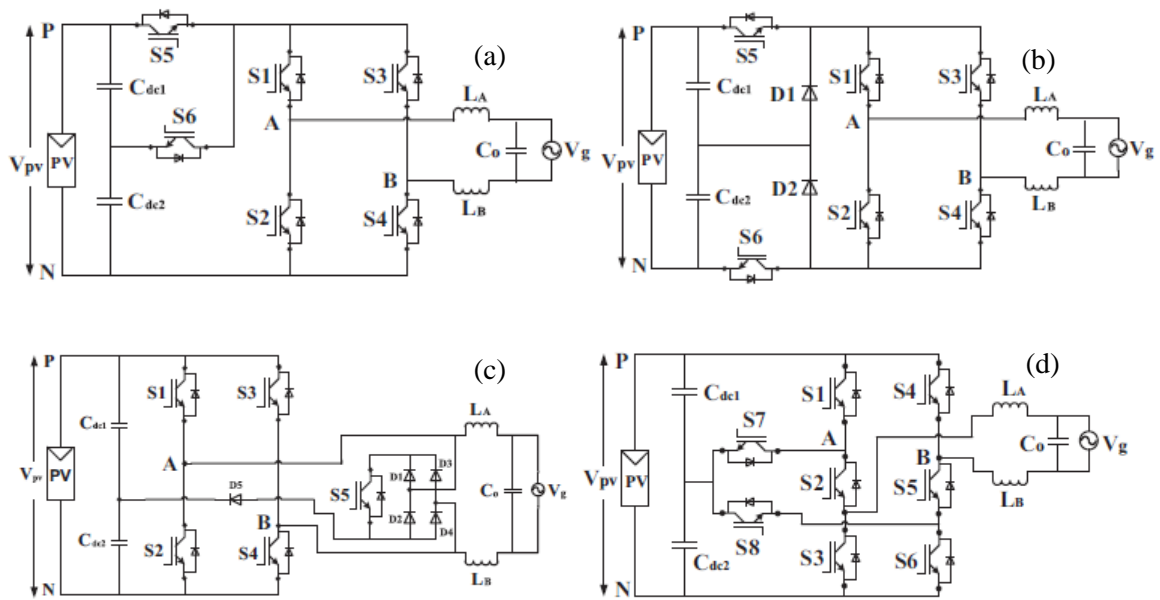 (a)
P
S5
S1
S3
Cdc1
S6
LA
A
Vpv
PV
Co
Vg
B
Cdc2
LB
S2
S4
N
(b)
P
S5
S1
S3
Cdc1
D1
LA
A
Vpv
PV
Co
Vg
B
D2
Cdc2
LB
S2
S4
S6
N
(c)
P
S1
S3
LA
Cdc1
A
D1
D3
Vpv
PV
S5
Co
Vg
D5
D2
D4
B
Cdc2
S2
S4
LB
N
(d)
P
S1
S4
LA
Cdc1
S7
A
Co
Vg
B
Vpv
PV
S2
S5
LB
S8
Cdc2
S3
S6
N